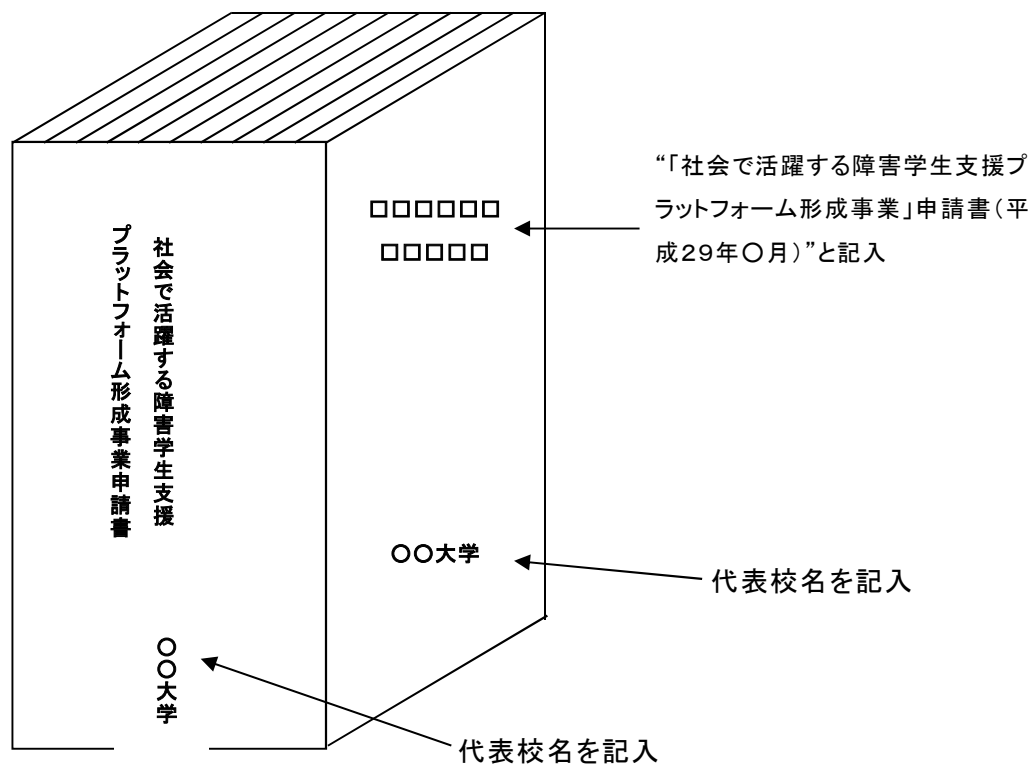 社会で活躍する障害学生支援
プラットフォーム形成事業申請書
〇〇大学
□□□□□□
□□□□□
〇〇大学
“「社会で活躍する障害学生支援プ
ラットフォーム形成事業」申請書（平
成２９年〇月）”と記入
代表校名を記入
代表校名を記入